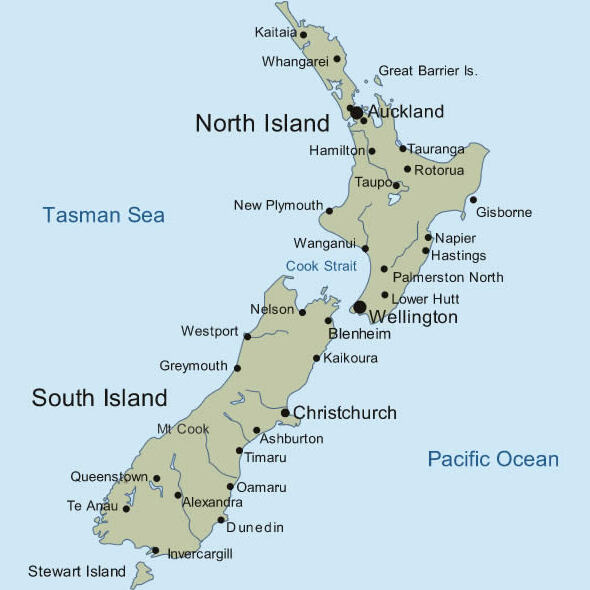 Kaitaia
Whangarei
Great Barrier Is.
Auckland
North Island
Hamilton
Tauranga
Rotorua
Taupo
New Plymouth
Gisborne
Tasman Sea
Napier
Wanganui
Hastings
Cook Strait
Palmerston North
Lower Hutt
Nelson
Wellington
Westport
Blenheim
Kaikoura
Greymouth
South Island
Christchurch
Mt Cook
Ashburton
Timaru
Pacific Ocean
Queenstown
Oamaru
Te Anau
Alexandra
Dunedin
Invercargill
Stewart Island